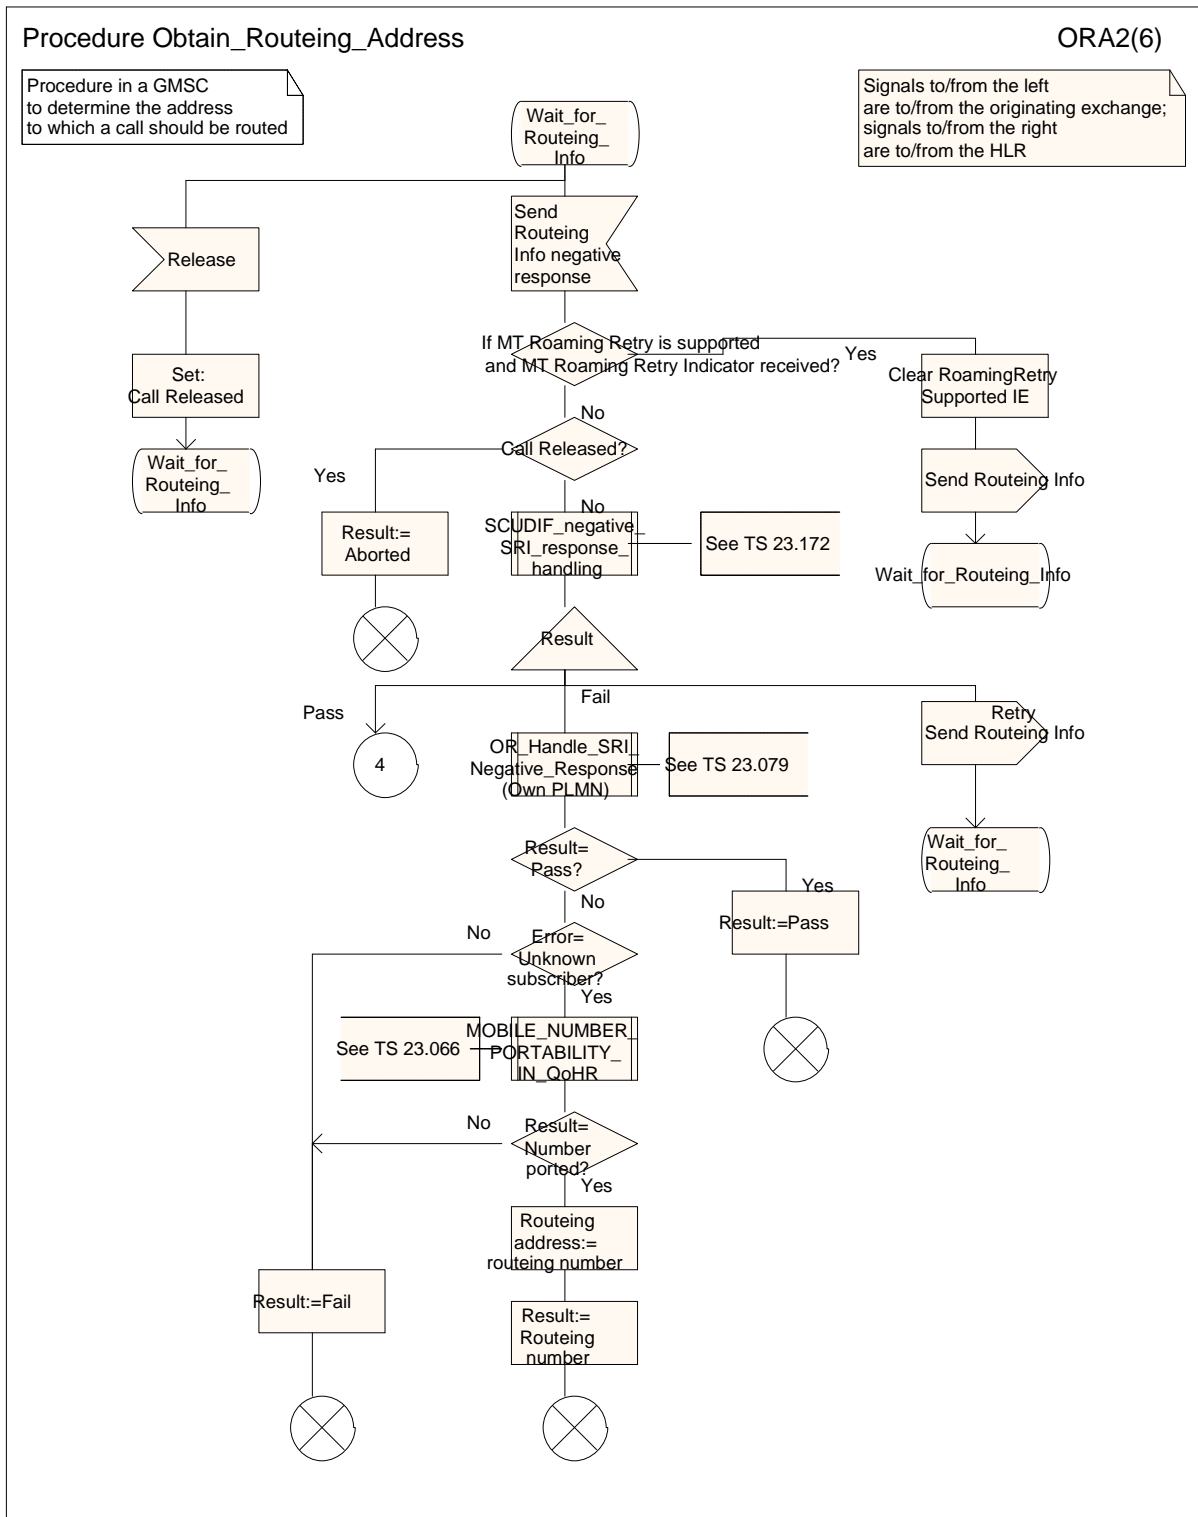 Procedure Obtain_Routeing_Address
ORA2(6)
Procedure in a GMSC
to determine the address
to which a call should be routed
Signals to/from the left
are to/from the originating exchange;
signals to/from the right
are to/from the HLR
Wait_for_
Routeing_
Info
Release
Send
Routeing
Info negative
response
Set:
Call Released
Wait_for_
Routeing_
Info
If MT Roaming Retry is supported
and MT Roaming Retry Indicator received?
Yes
Clear RoamingRetry
Supported IE
No
Call Released?
Yes
Send Routeing Info
No
Result:=
Aborted
SCUDIF_negative_
SRI_response_
handling
See TS 23.172
Wait_for_Routeing_Info
Result
Pass
Fail
Retry
Send Routeing Info
4
OR_Handle_SRI_
Negative_Response
(Own PLMN)
See TS 23.079
Wait_for_
Routeing_
Info
Result=
Pass?
Yes
No
Result:=Pass
No
Error=
Unknown
subscriber?
Yes
See TS 23.066
MOBILE_NUMBER_
PORTABILITY_
IN_QoHR
No
Result=
Number
ported?
Yes
Routeing
address:=
routeing number
Result:=Fail
Result:=
Routeing
number